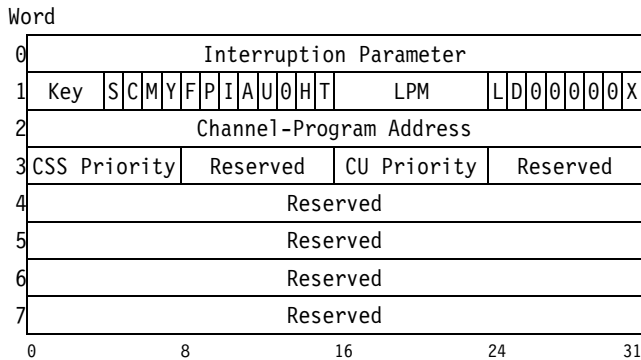 Word
0 Interruption Parameter
1 Key S C M Y F P I A U 0 H T LPM L D 0 0 0 0 0 X
2 Channel-Program Address
3 CSS Priority Reserved CU Priority Reserved
4 Reserved
5 Reserved
6 Reserved
7 Reserved
0 8 16 24 31